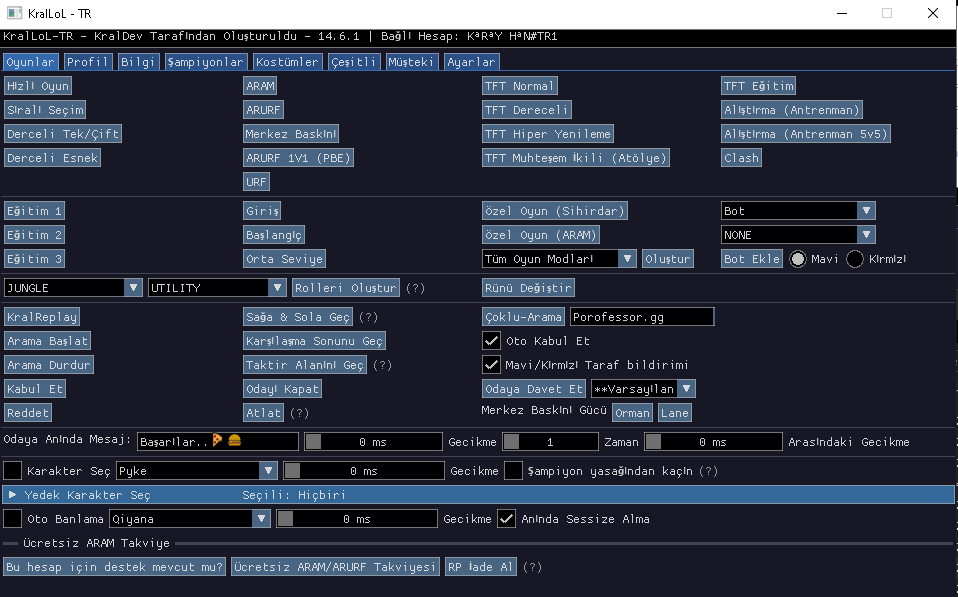 KralLoL - TR
KralLoL-TR - KralDev Tarafından Oluşturuldu - 14.6.1 | Bağlı Hesap: KªRªY HªN#TR1
Oyunlar Profil Bilgi Şampiyonlar Kostümler Çeşitli Müşteki Ayarlar
Hızlı Oyun ARAM TFT Normal TFT Eğitim
Sıralı Seçim ARURF TFT Dereceli Alıştırma (Antrenman)
Derceli Tek/Çift Merkez Baskını TFT Hiper Yenileme Alıştırma (Antrenman 5v5)
Derceli Esnek ARURF 1V1 (PBE) TFT Muhteşem İkili (Atölye) Clash
URF
Eğitim 1 Giriş Özel Oyun (Sihirdar) Bot
Eğitim 2 Başlangıç Özel Oyun (ARAM) NONE
Eğitim 3 Orta Seviye Tüm Oyun Modları Oluştur Bot Ekle Mavi Kırmızı
JUNGLE UTILITY Rolleri Oluştur (?) Rünü Değiştir
KralReplay Sağa & Sola Geç (?) Çoklu-Arama Porofessor.gg
Arama Başlat Karşılaşma Sonunu Geç Oto Kabul Et
Arama Durdur Taktir Alanını Geç (?) Mavi/Kırmızı Taraf bildirimi
Kabul Et Odayı Kapat Odaya Davet Et **Varsayılan
Reddet Atlat (?) Merkez Baskını Gücü Orman Lane
Odaya Anında Mesaj: Başarılar..🍕🍔 0 ms Gecikme 1 Zaman 0 ms Arasındaki Gecikme
Karakter Seç Pyke 0 ms Gecikme Şampiyon yasağından kaçın (?)
Yedek Karakter Seç Seçili: Hiçbiri
Oto Banlama Qiyana 0 ms Gecikme Anında Sessize Alma
Ücretsiz ARAM Takviye
Bu hesap için destek mevcut mu? Ücretsiz ARAM/ARURF Takviyesi RP İade Al (?)